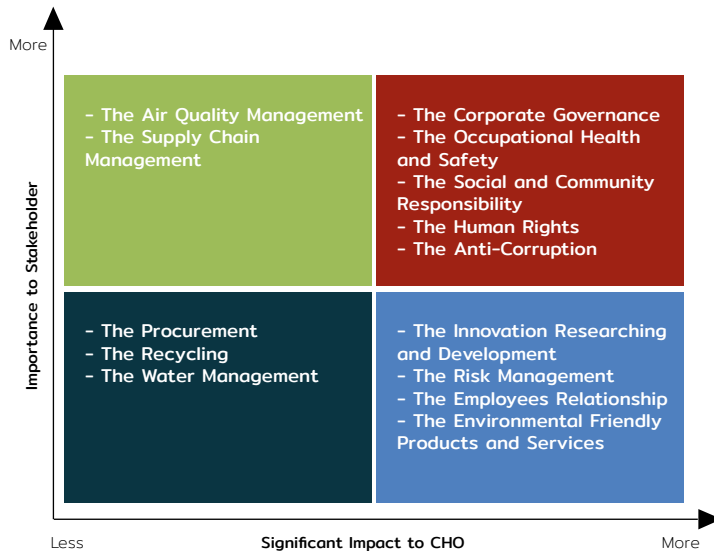 More
Importance to Stakeholder
- The Air Quality Management
- The Supply Chain
Management
- The Corporate Governance
- The Occupational Health
and Safety
- The Social and Community
Responsibility
- The Human Rights
- The Anti-Corruption
- The Procurement
- The Recycling
- The Water Management
- The Innovation Researching
and Development
- The Risk Management
- The Employees Relationship
- The Environmental Friendly
Products and Services
Less
Significant Impact to CHO
More